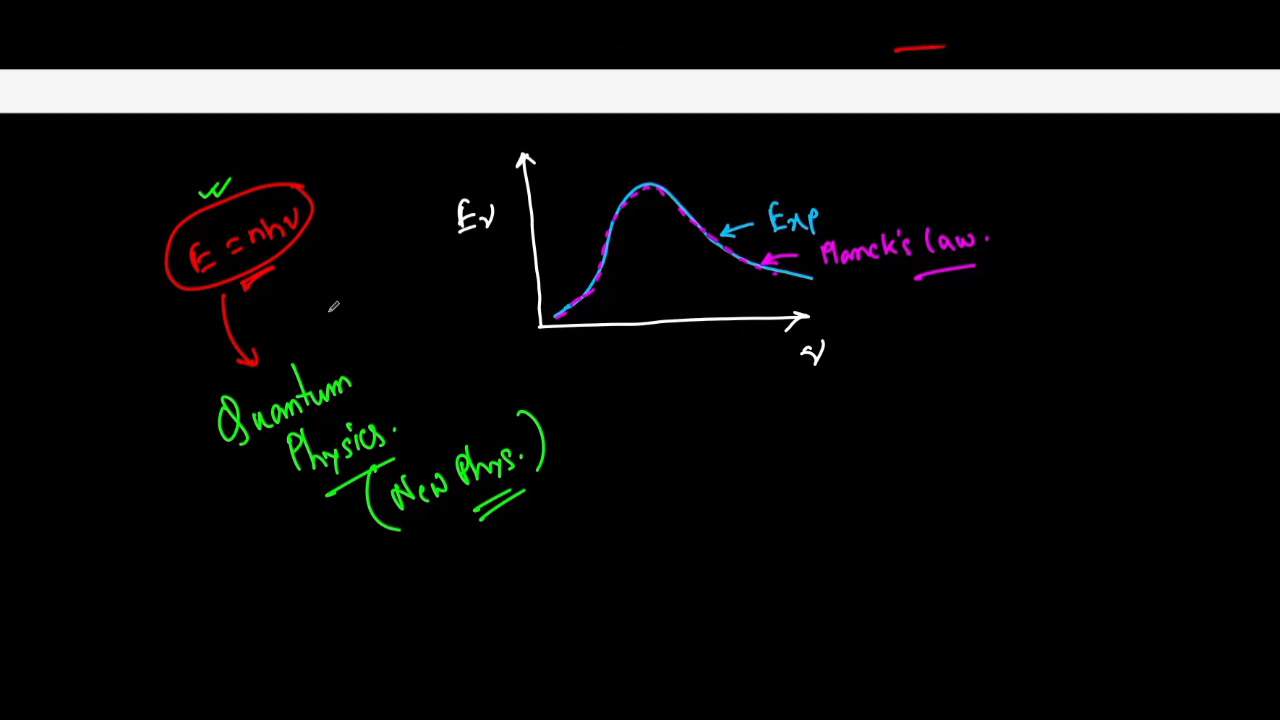 E = nhν
Eν
Exp
Planck's law.
ν
Quantum
Physics.
(New Phys.)